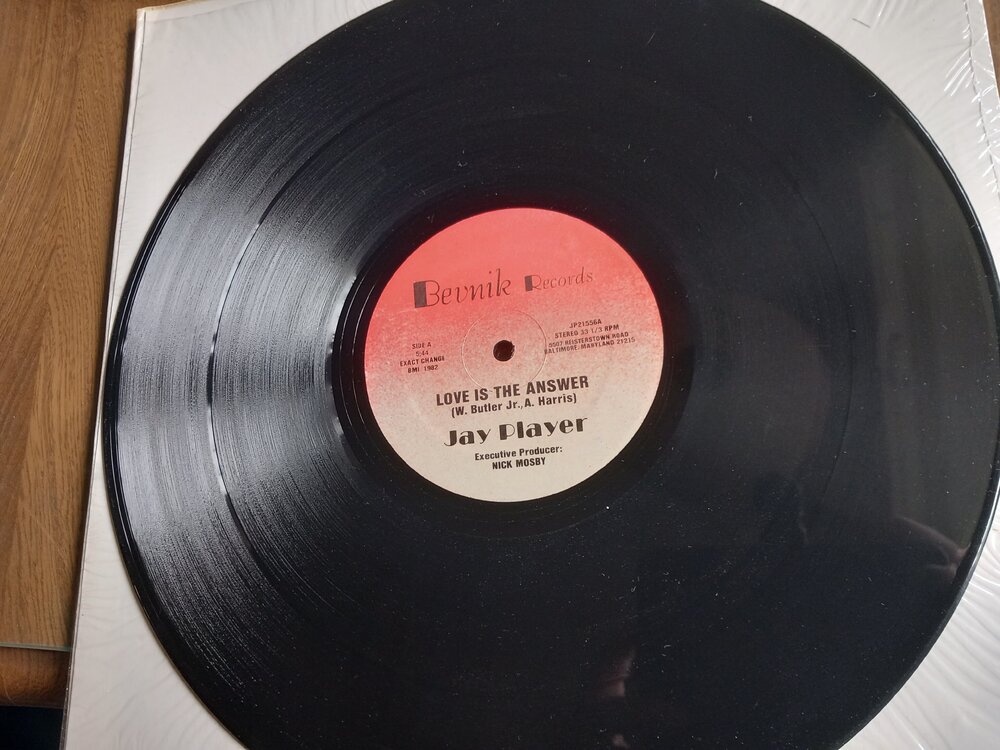 Bevnik Records
SIDE A
5:44
EXACT CHANGE
BMI 1982
JP21556A
STEREO 33 1/3 RPM
5507 REISTERSTOWN ROAD
BALTIMORE, MARYLAND 21215
LOVE IS THE ANSWER
(W. Butler Jr., A. Harris)
Jay Player
Executive Producer:
NICK MOSBY